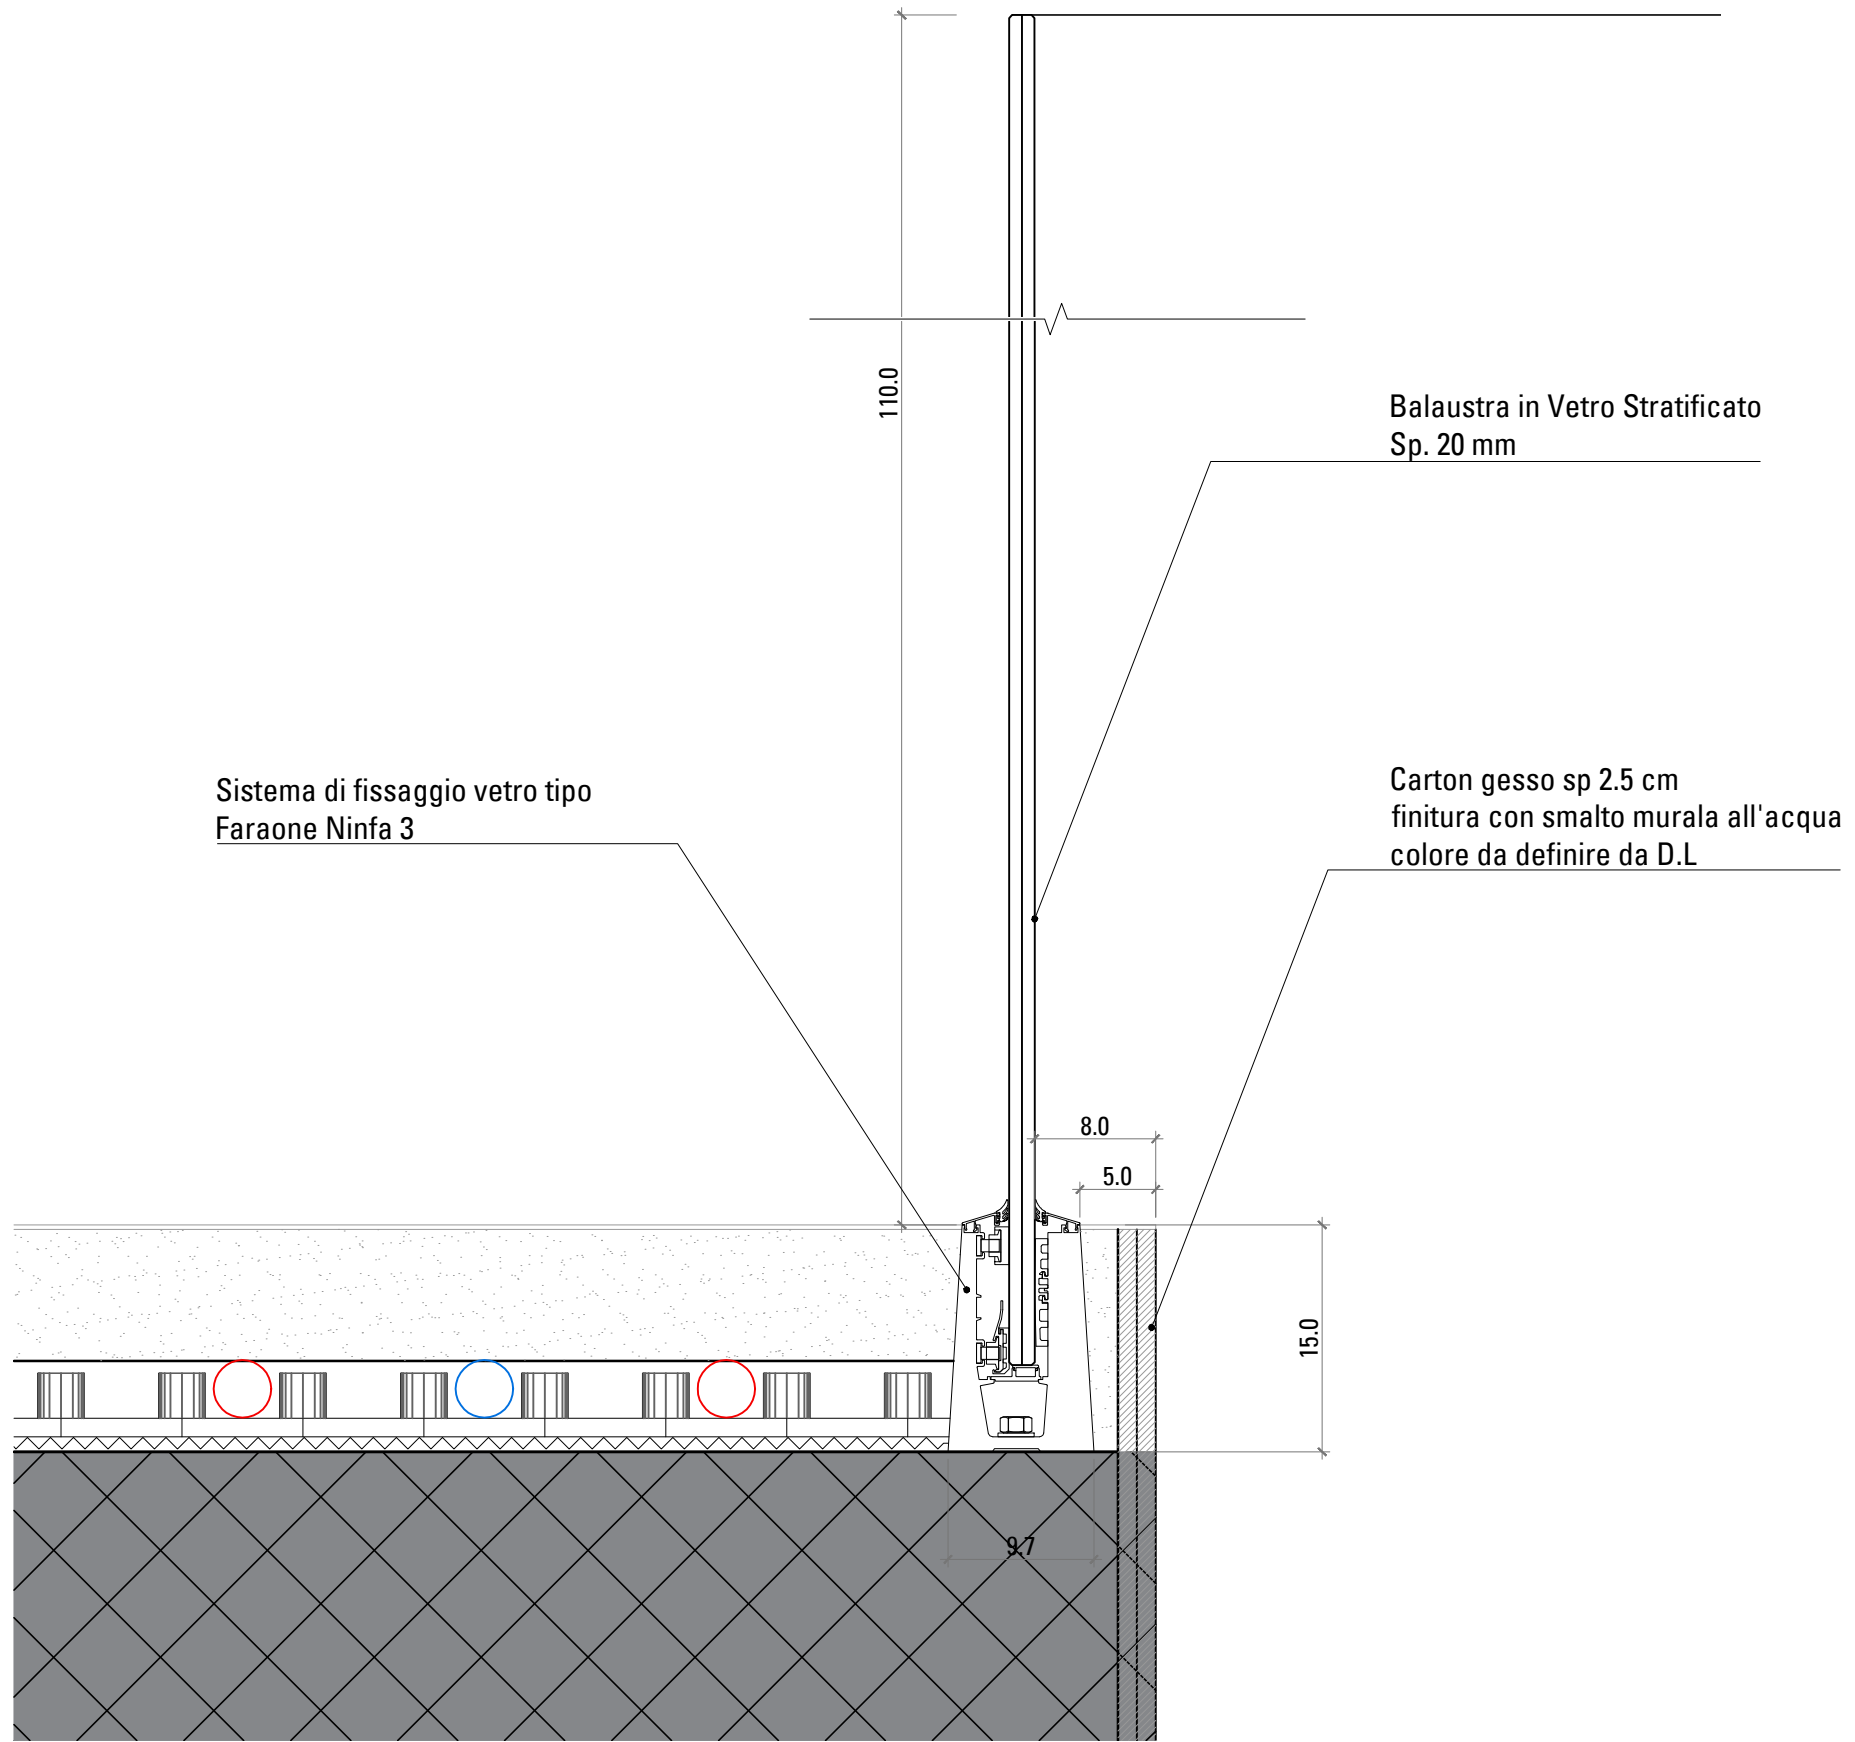 110.0
Balaustra in Vetro Stratificato
Sp. 20 mm
Sistema di fissaggio vetro tipo
Faraone Ninfa 3
Carton gesso sp 2.5 cm
finitura con smalto murala all'acqua
colore da definire da D.L
8.0
5.0
15.0
9.7